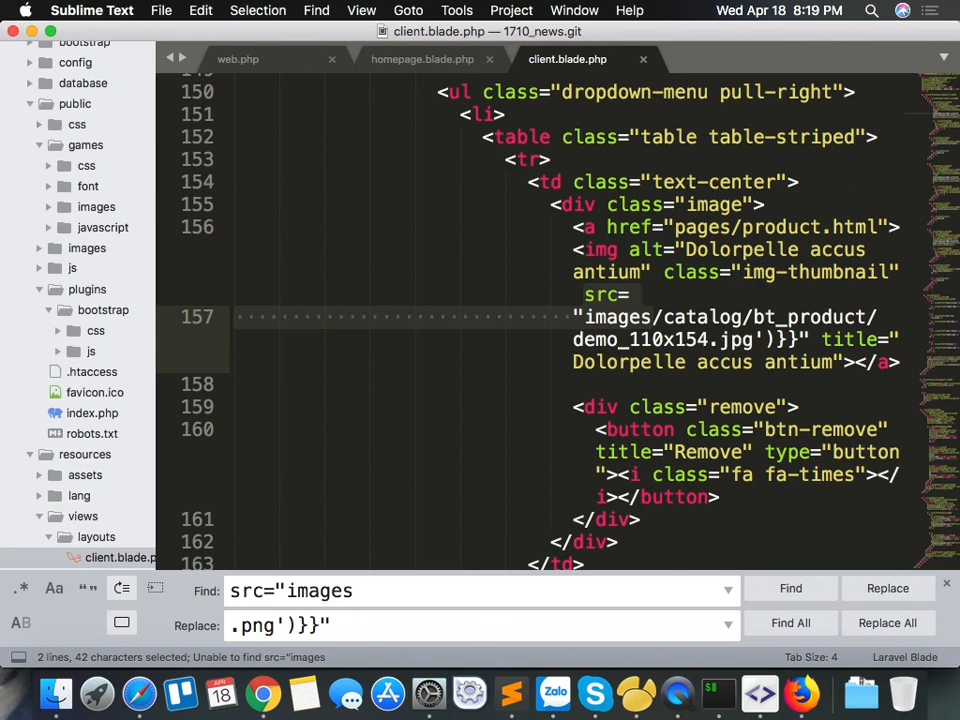 Sublime Text File Edit Selection Find View Goto Tools Project Window Help Wed Apr 18 8:19 PM
client.blade.php — 1710_news.git
bootstrap
config
database
public
css
games
css
font
images
javascript
images
js
plugins
bootstrap
css
js
.htaccess
favicon.ico
index.php
robots.txt
resources
assets
lang
views
layouts
client.blade.p
web.php × homepage.blade.php × client.blade.php ×
150 <ul class="dropdown-menu pull-right">
151 <li>
152 <table class="table table-striped">
153 <tr>
154 <td class="text-center">
155 <div class="image">
156 <a href="pages/product.html">
<img alt="Dolorpelle accus
antium" class="img-thumbnail"
src=
157 "images/catalog/bt_product/
demo_110x154.jpg')}}" title="
Dolorpelle accus antium"></a>
158
159 <div class="remove">
160 <button class="btn-remove"
title="Remove" type="button
"><i class="fa fa-times"></
i></button>
161 </div>
162 </div>
163 </td>
.* Aa “” Find: src="images Find Replace ×
AB Replace: .png')}}" Find All Replace All
2 lines, 42 characters selected; Unable to find src="images Tab Size: 4 Laravel Blade
APR
18
Zalo
$